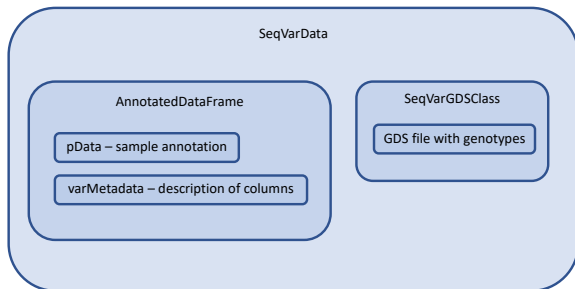 SeqVarData
AnnotatedDataFrame
pData – sample annotation
varMetadata – description of columns
SeqVarGDSClass
GDS file with genotypes